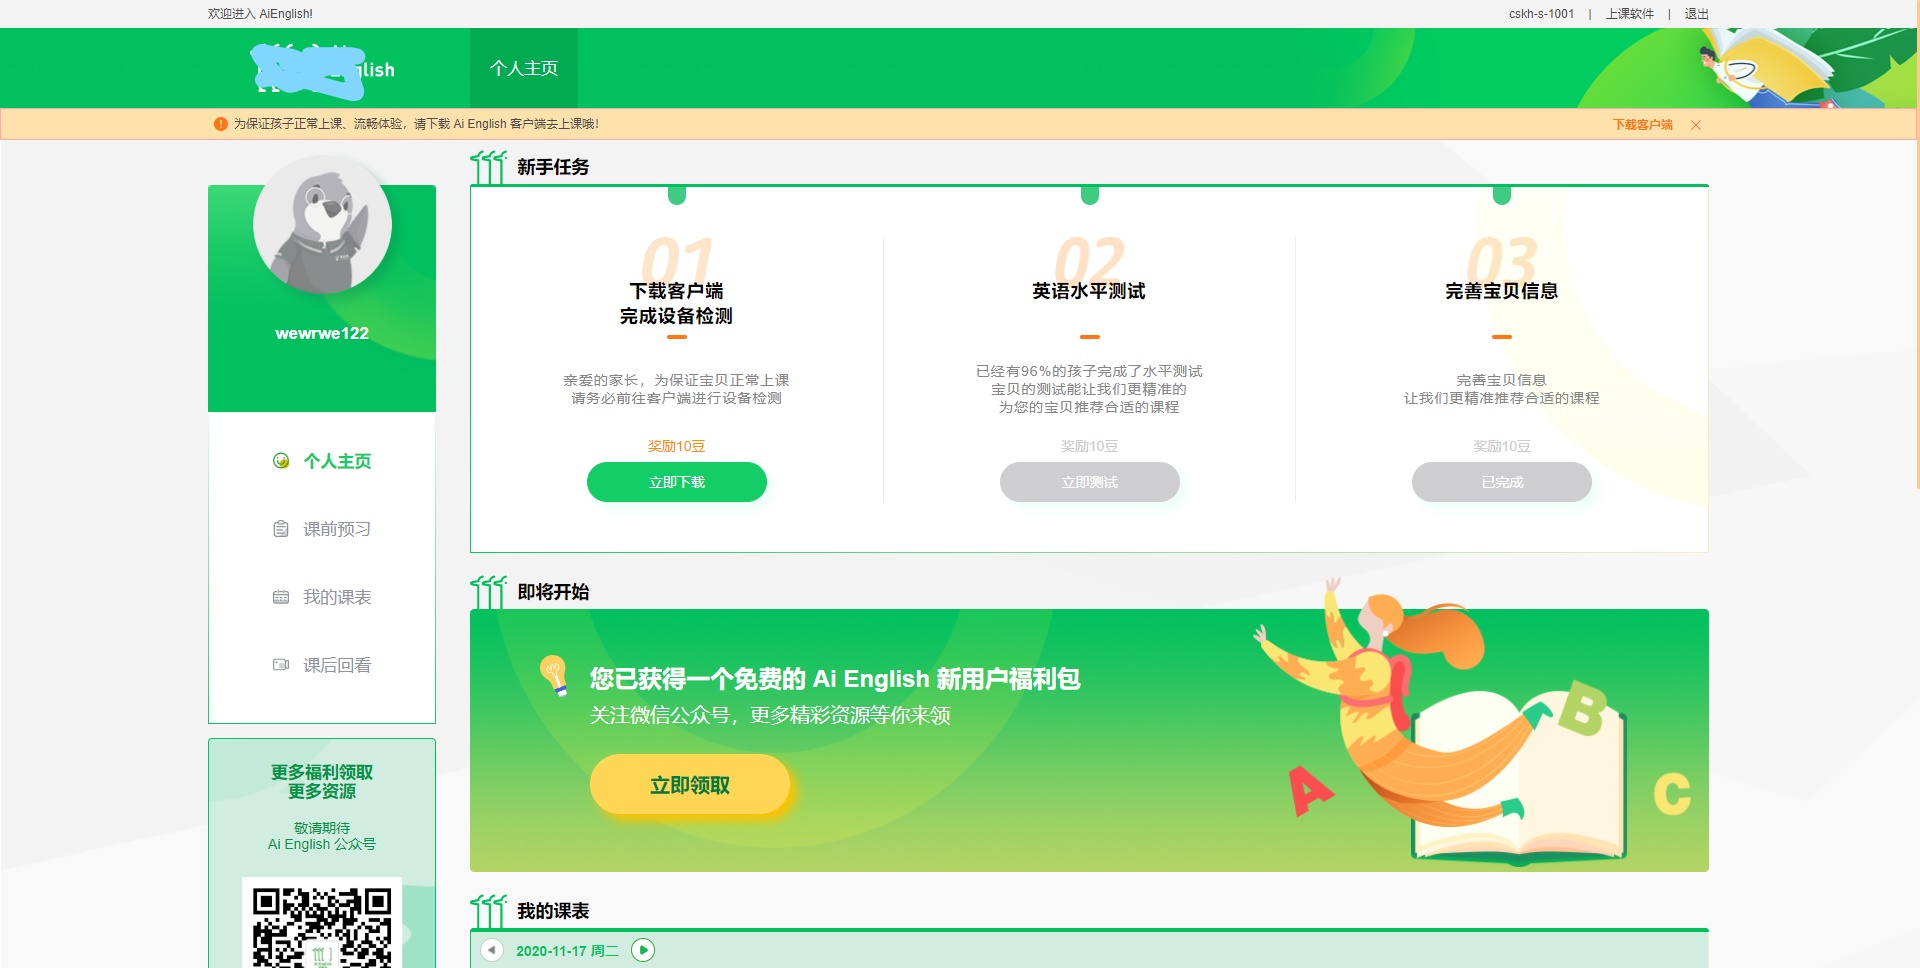 欢迎进入 AiEnglish!
cskh-s-1001 | 上课软件 | 退出
glish
个人主页
为保证孩子正常上课、流畅体验，请下载 Ai English 客户端去上课哦!
下载客户端
wewrwe122
个人主页
课前预习
我的课表
课后回看
更多福利领取
更多资源
敬请期待
Ai English 公众号
新手任务
01
下载客户端
完成设备检测
亲爱的家长，为保证宝贝正常上课
请务必前往客户端进行设备检测
奖励10豆
立即下载
02
英语水平测试
已经有96%的孩子完成了水平测试
宝贝的测试能让我们更精准的
为您的宝贝推荐合适的课程
奖励10豆
立即测试
03
完善宝贝信息
完善宝贝信息
让我们更精准推荐合适的课程
奖励10豆
已完成
即将开始
您已获得一个免费的 Ai English 新用户福利包
关注微信公众号，更多精彩资源等你来领
立即领取
A
B
C
我的课表
2020-11-17 周二